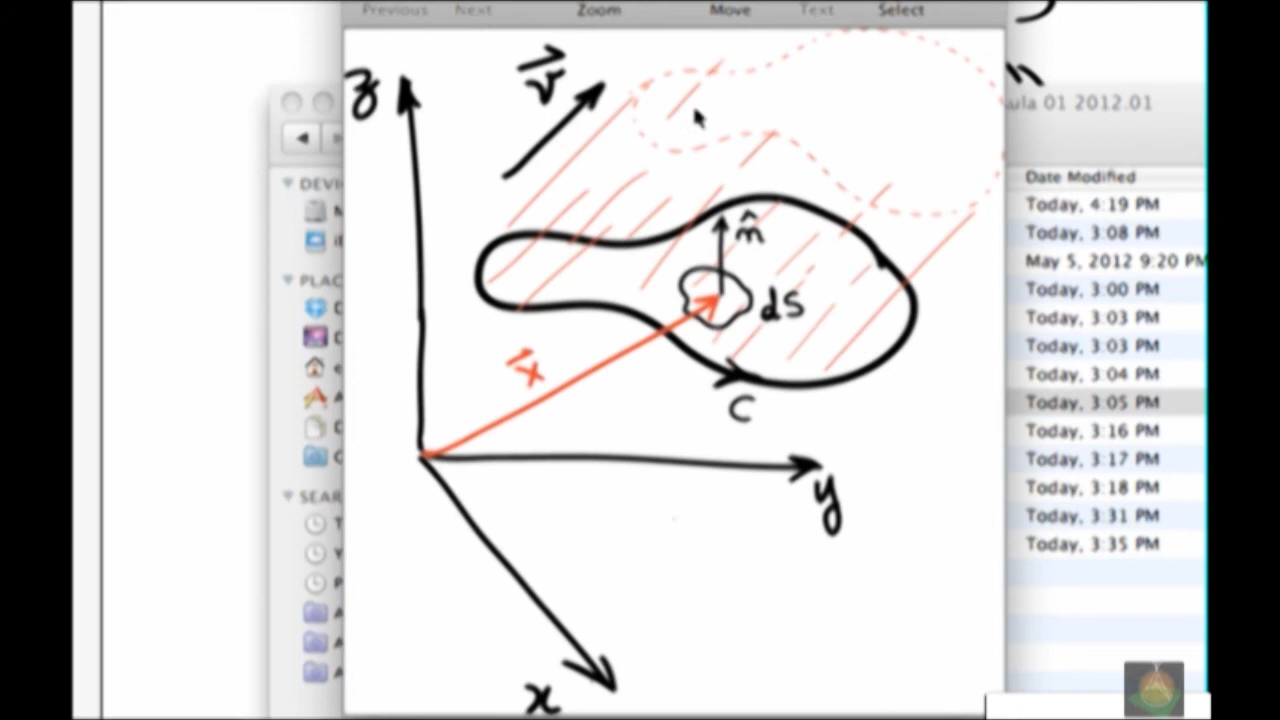 Previous Next Zoom Move Text Select
z
v
n̂
dS
x
C
y
x
ula 01 2012.01
DEVI
PLAC
SEAR
Date Modified
Today, 4:19 PM
Today, 3:08 PM
May 5, 2012 9:20 PM
Today, 3:00 PM
Today, 3:03 PM
Today, 3:03 PM
Today, 3:04 PM
Today, 3:05 PM
Today, 3:16 PM
Today, 3:17 PM
Today, 3:18 PM
Today, 3:31 PM
Today, 3:35 PM